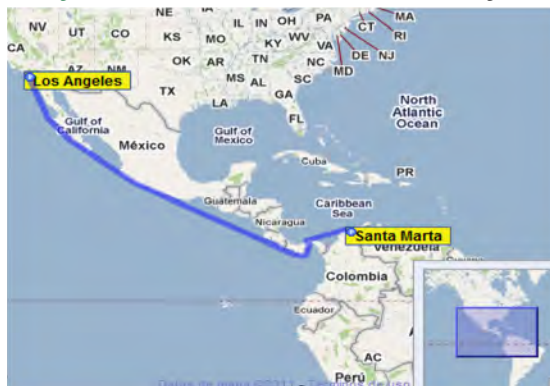 NE
IL IN OH PA
MA
NV
UT
CO
KS
MO
KY
WV
CT
RI
CA
VA
DE
NJ
OK
AR
TN
NC
MD
AZ
NM
MS
AL
SC
Los Angeles
TX
GA
LA
North
Atlantic
Ocean
FL
Gulf of
California
Gulf of
Mexico
México
Cuba
PR
Guatemala
Caribbean
Sea
Nicaragua
Santa Marta
Venezuela
Colombia
Ecuador
AC
Perú